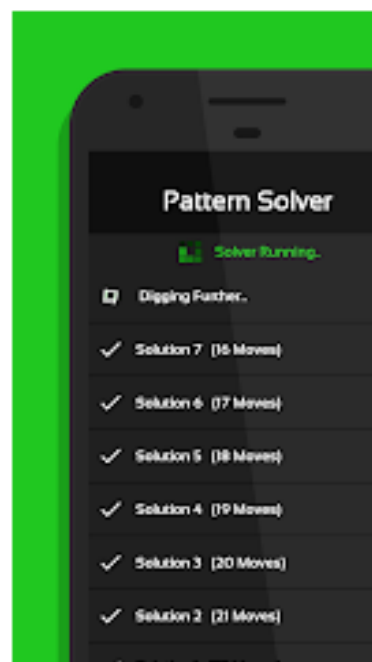 Pattern Solver
Solver Running..
Digging Further..
Solution 7 (16 Moves)
Solution 6 (17 Moves)
Solution 5 (18 Moves)
Solution 4 (19 Moves)
Solution 3 (20 Moves)
Solution 2 (21 Moves)